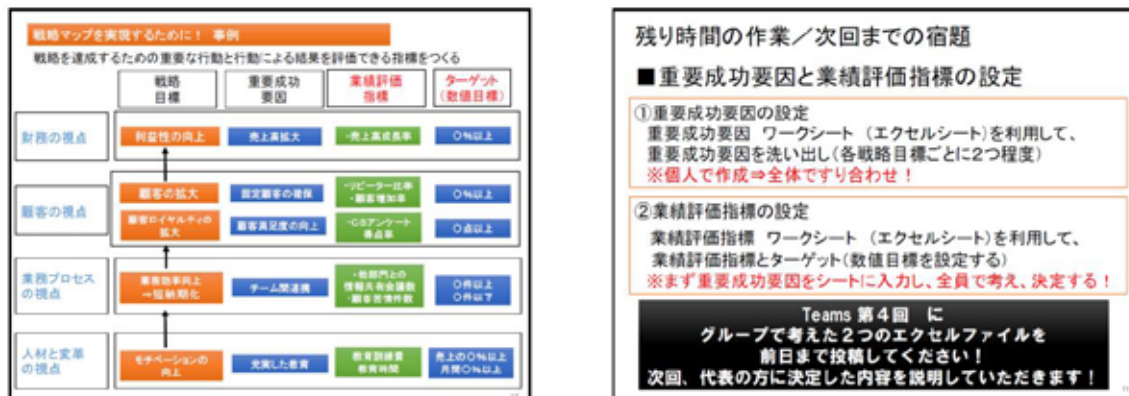 戦略マップを実現するために！ 事例
戦略を達成するための重要な行動と行動による結果を評価できる指標をつくる
戦略
目標
重要成功
要因
業績評価
指標
ターゲット
(数値目標)
財務の視点
利益性の向上
売上高拡大
・売上高成長率
〇%以上
顧客の視点
顧客の拡大
固定顧客の確保
・リピーター比率
・顧客増加率
〇%以上
顧客ロイヤルティの
拡大
顧客満足度の向上
・CSアンケート
得点率
〇点以上
業務プロセス
の視点
業務効率向上
→短納期化
チーム間連携
・他部門との
情報共有会議数
・顧客苦情件数
〇件以上
〇件以下
人材と変革
の視点
モチベーションの
向上
充実した教育
教育訓練費
教育時間
売上の〇%以上
月間〇%以上
残り時間の作業／次回までの宿題
■重要成功要因と業績評価指標の設定
①重要成功要因の設定
重要成功要因 ワークシート （エクセルシート）を利用して、
重要成功要因を洗い出し（各戦略目標ごとに２つ程度）
※個人で作成⇒全体ですり合わせ！
②業績評価指標の設定
業績評価指標 ワークシート （エクセルシート）を利用して、
業績評価指標とターゲット（数値目標を設定する）
※まず重要成功要因をシートに入力し、全員で考え、決定する！
Teams 第４回 に
グループで考えた２つのエクセルファイルを
前日まで投稿してください！
次回、代表の方に決定した内容を説明していただきます！